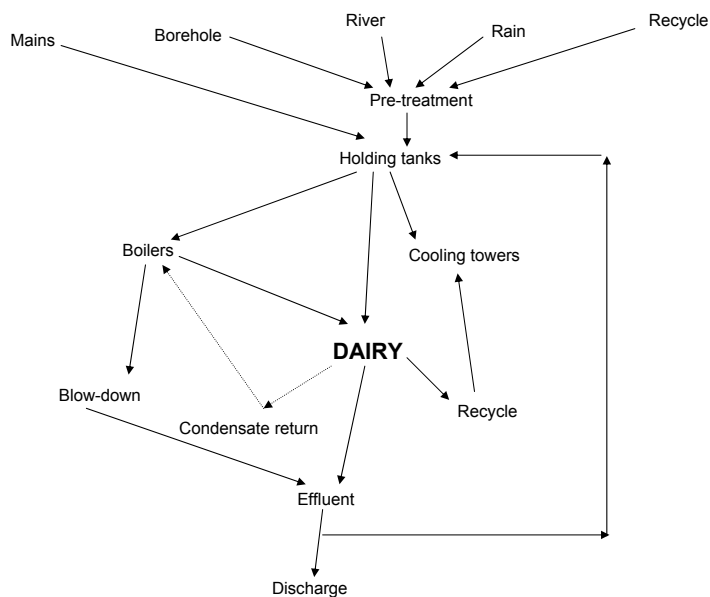 River
Recycle
Rain
Borehole
Mains
Pre-treatment
Holding tanks
Boilers
Cooling towers
DAIRY
Blow-down
Recycle
Condensate return
Effluent
Discharge